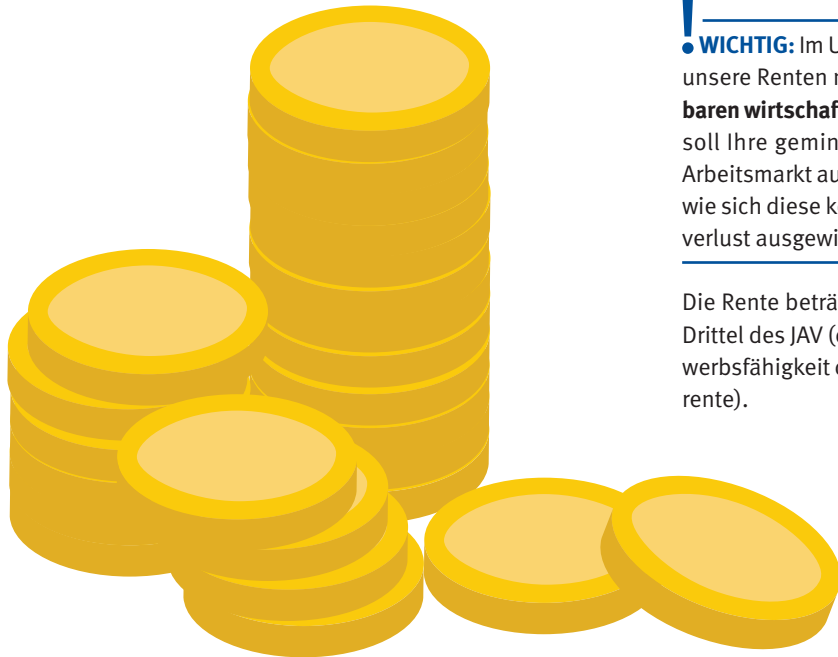 WICHTIG: Im U
unsere Renten
baren wirtschaf
soll Ihre gemin
Arbeitsmarkt au
wie sich diese k
verlust ausgewi
Die Rente beträ
Drittel des JAV (
werbsfähigkeit
rente).